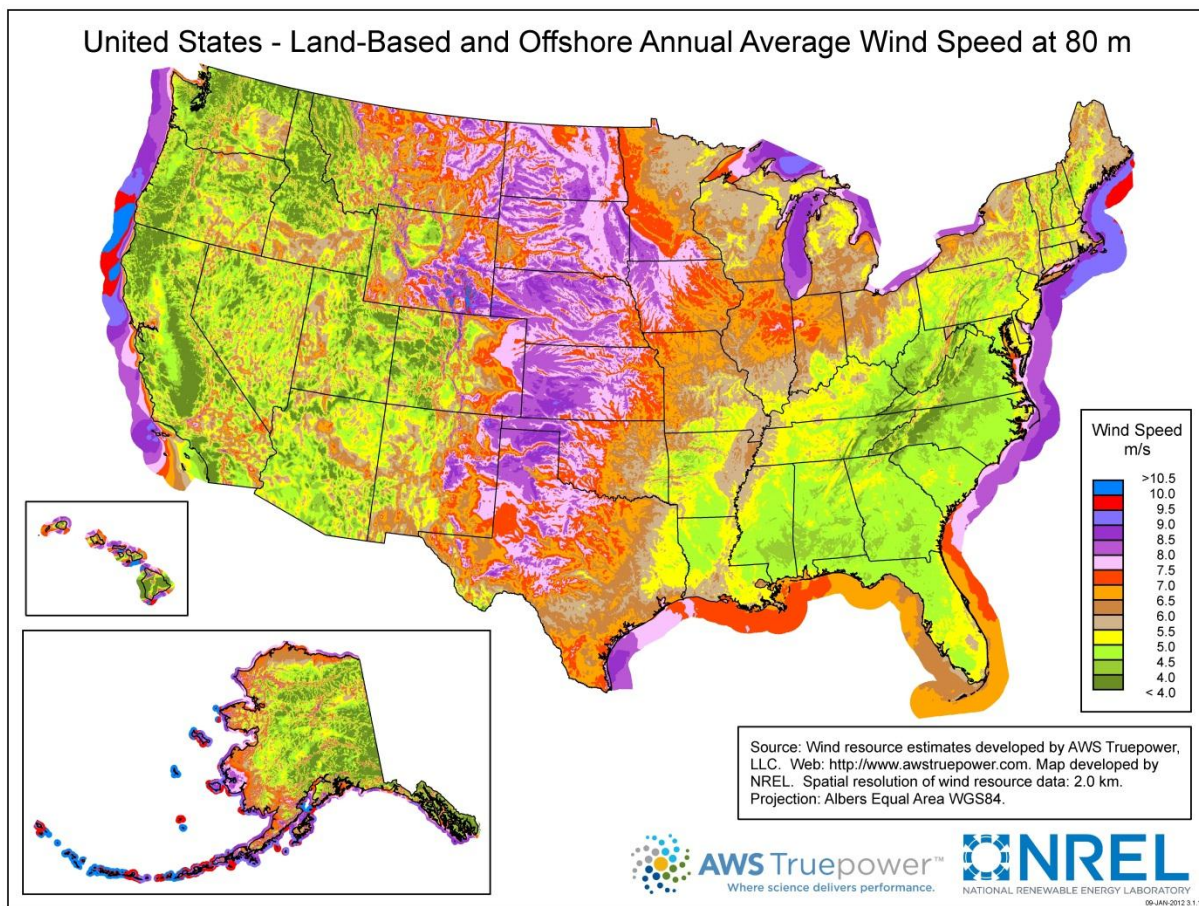 United States - Land-Based and Offshore Annual Average Wind Speed at 80 m
Wind Speed
m/s
>10.5
10.0
9.5
9.0
8.5
8.0
7.5
7.0
6.5
6.0
5.5
5.0
4.5
4.0
< 4.0
Source: Wind resource estimates developed by AWS Truepower,
LLC. Web: http://www.awstruepower.com. Map developed by
NREL. Spatial resolution of wind resource data: 2.0 km.
Projection: Albers Equal Area WGS84.
AWS Truepower™
Where science delivers performance.
NREL
NATIONAL RENEWABLE ENERGY LABORATORY